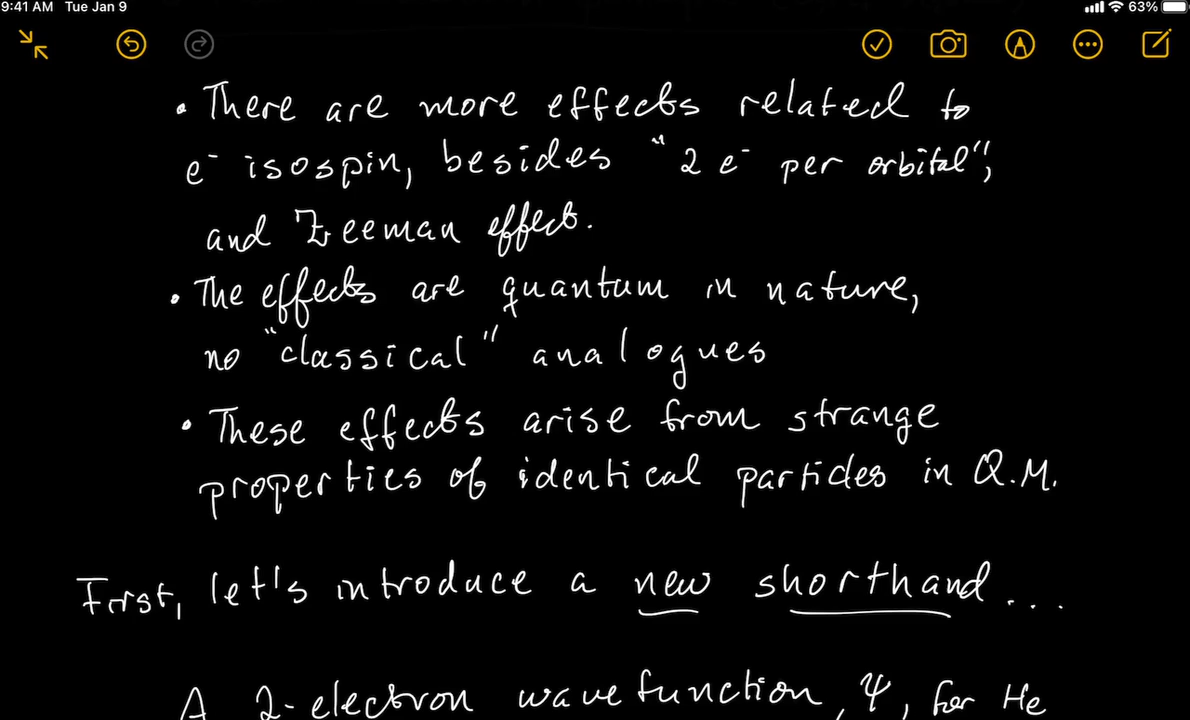 9:41 AM Tue Jan 9 63%
• There are more effects related to
e⁻ isospin, besides "2 e⁻ per orbital",
and Zeeman effect.
• The effects are quantum in nature,
no "classical" analogues
• These effects arise from strange
properties of identical particles in Q.M.
First, let's introduce a new shorthand...
A 2-electron wavefunction, Ψ, for He